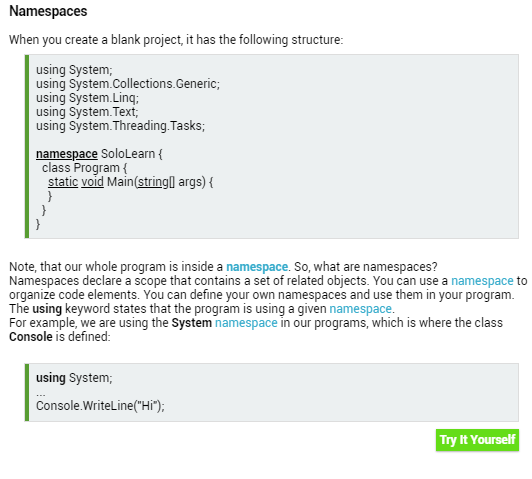 Namespaces
When you create a blank project, it has the following structure:
using System;
using System.Collections.Generic;
using System.Linq;
using System.Text;
using System.Threading.Tasks;
namespace SoloLearn {
class Program {
static void Main(string[] args) {
}
}
}
Note, that our whole program is inside a namespace. So, what are namespaces?
Namespaces declare a scope that contains a set of related objects. You can use a namespace to
organize code elements. You can define your own namespaces and use them in your program.
The using keyword states that the program is using a given namespace.
For example, we are using the System namespace in our programs, which is where the class
Console is defined:
using System;
...
Console.WriteLine("Hi");
Try It Yourself